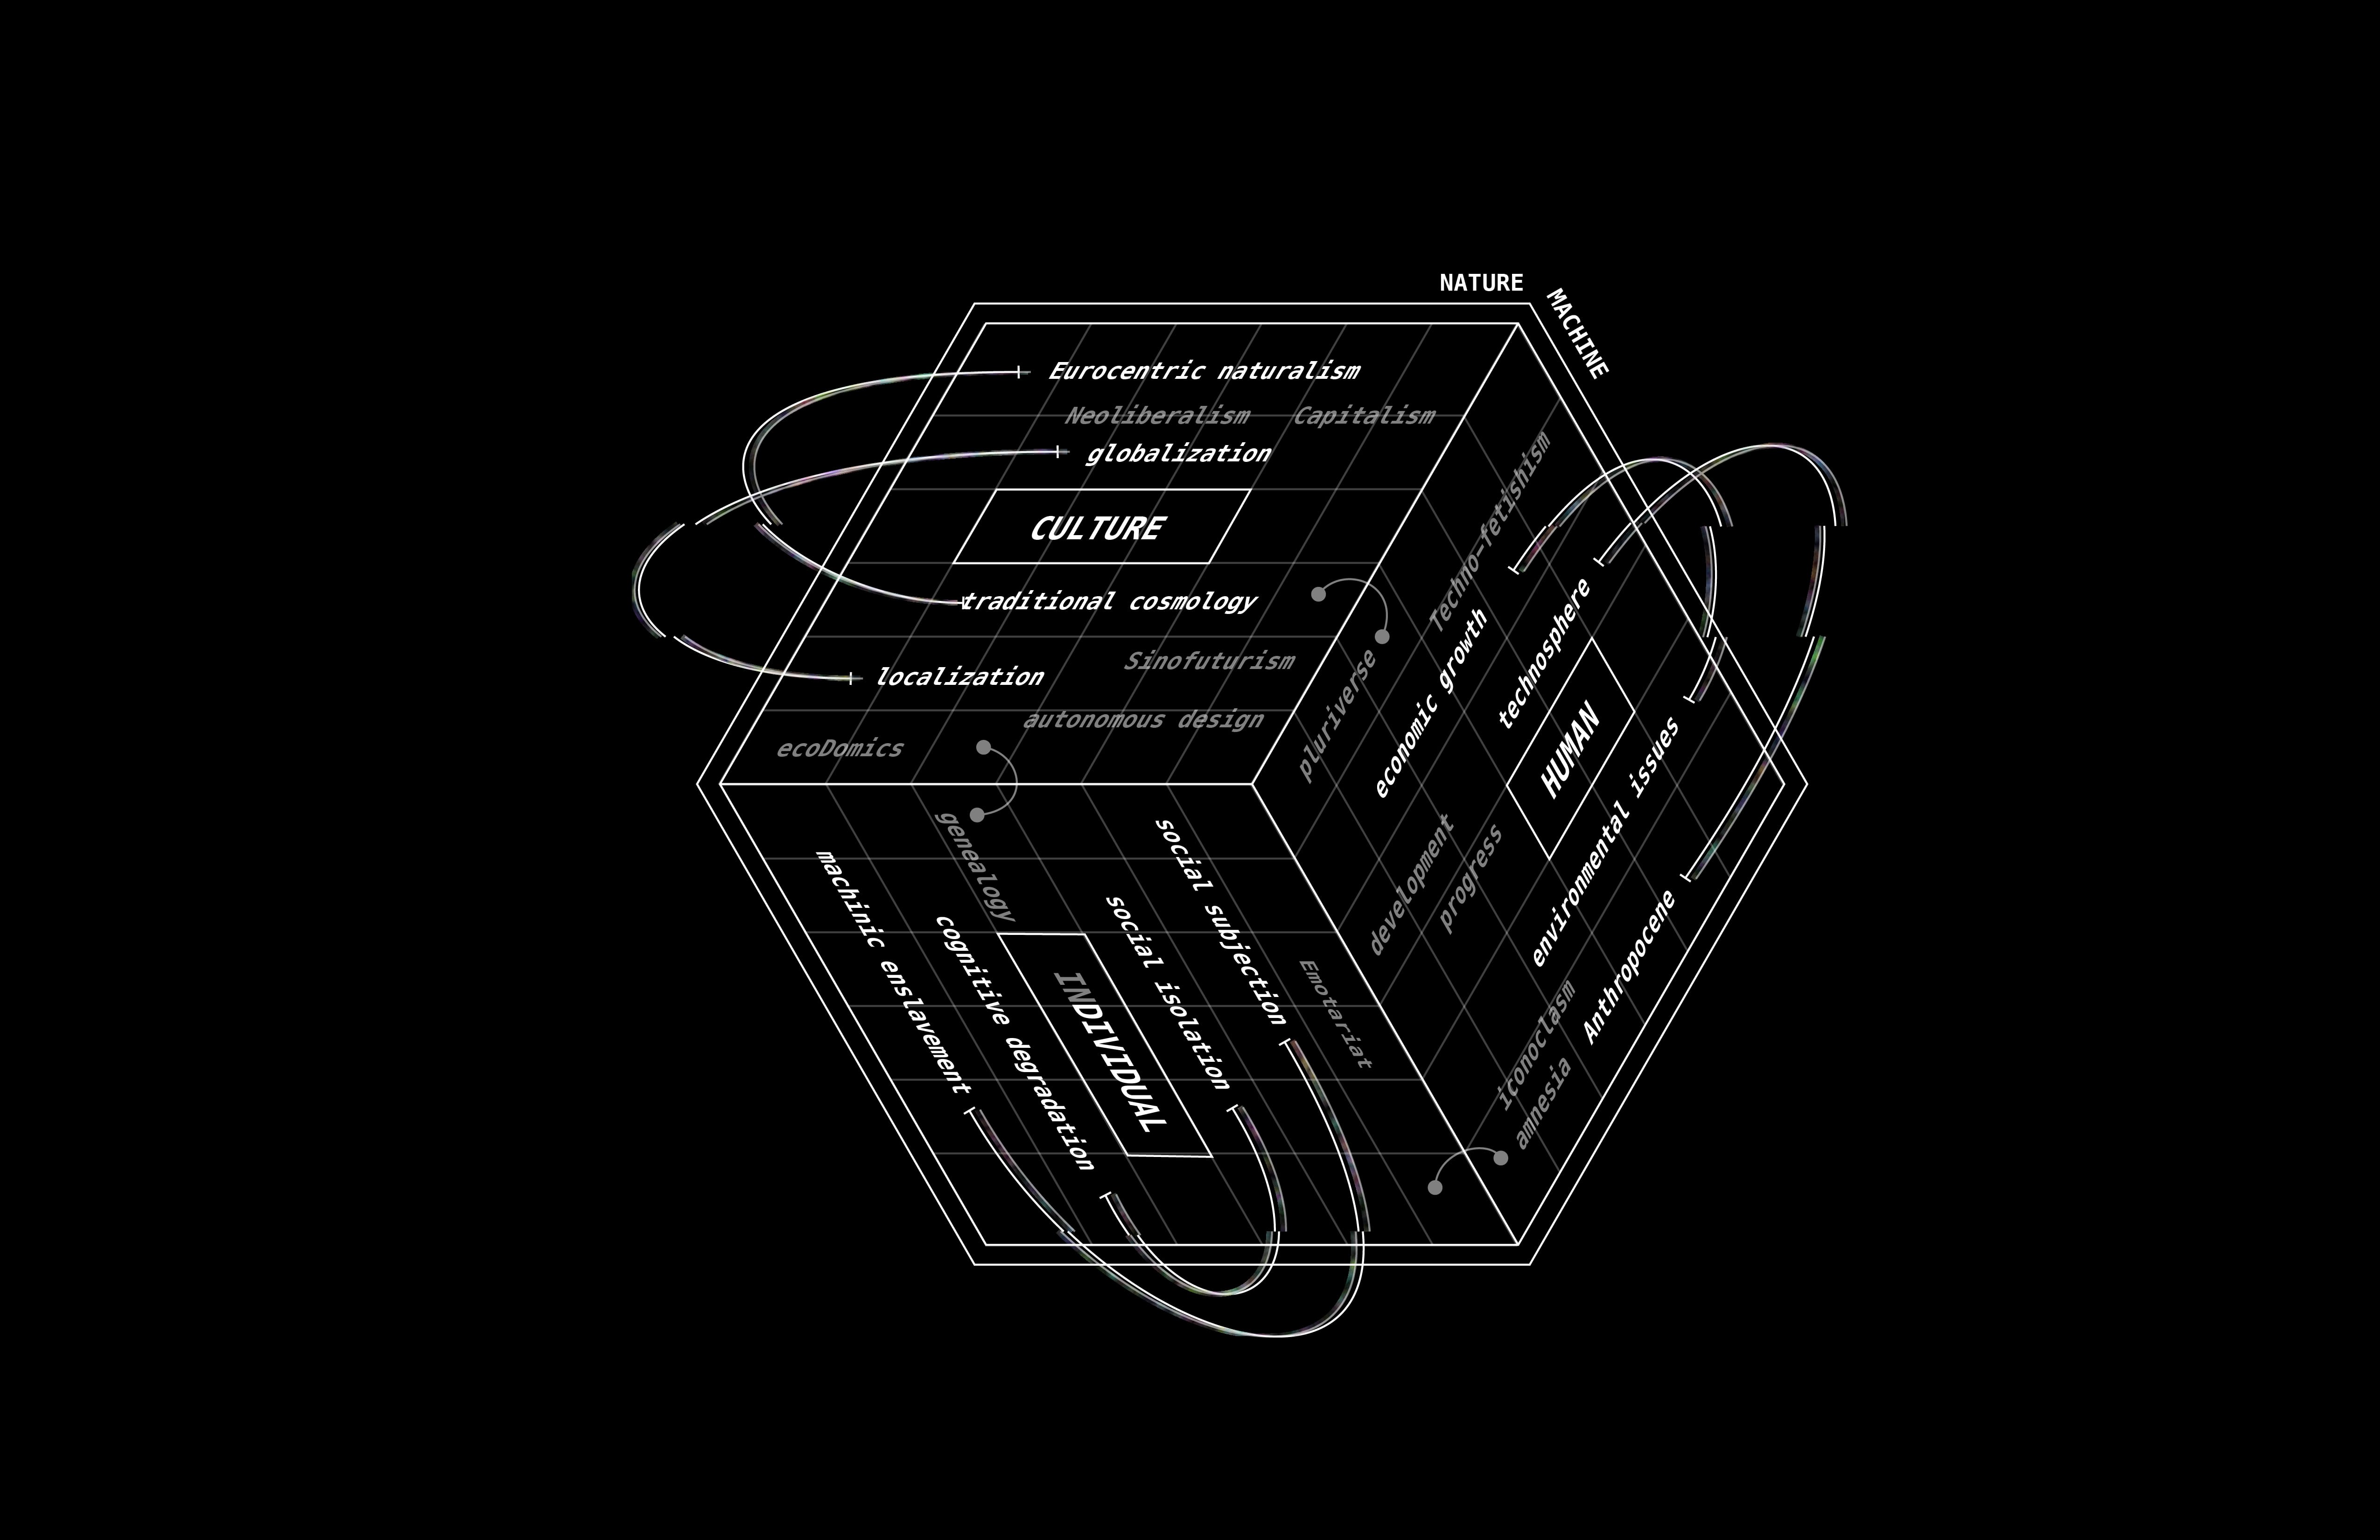 NATURE
MACHINE
Eurocentric naturalism
Neoliberalism
Capitalism
globalization
CULTURE
traditional cosmology
Sinofuturism
localization
autonomous design
ecoDomics
Techno-fetishism
pluriverse
economic growth
technosphere
HUMAN
environmental issues
development
progress
Anthropocene
iconoclasm
amnesia
genealogy
machinic enslavement
cognitive degradation
INDIVIDUAL
social isolation
social subjection
Emotariat